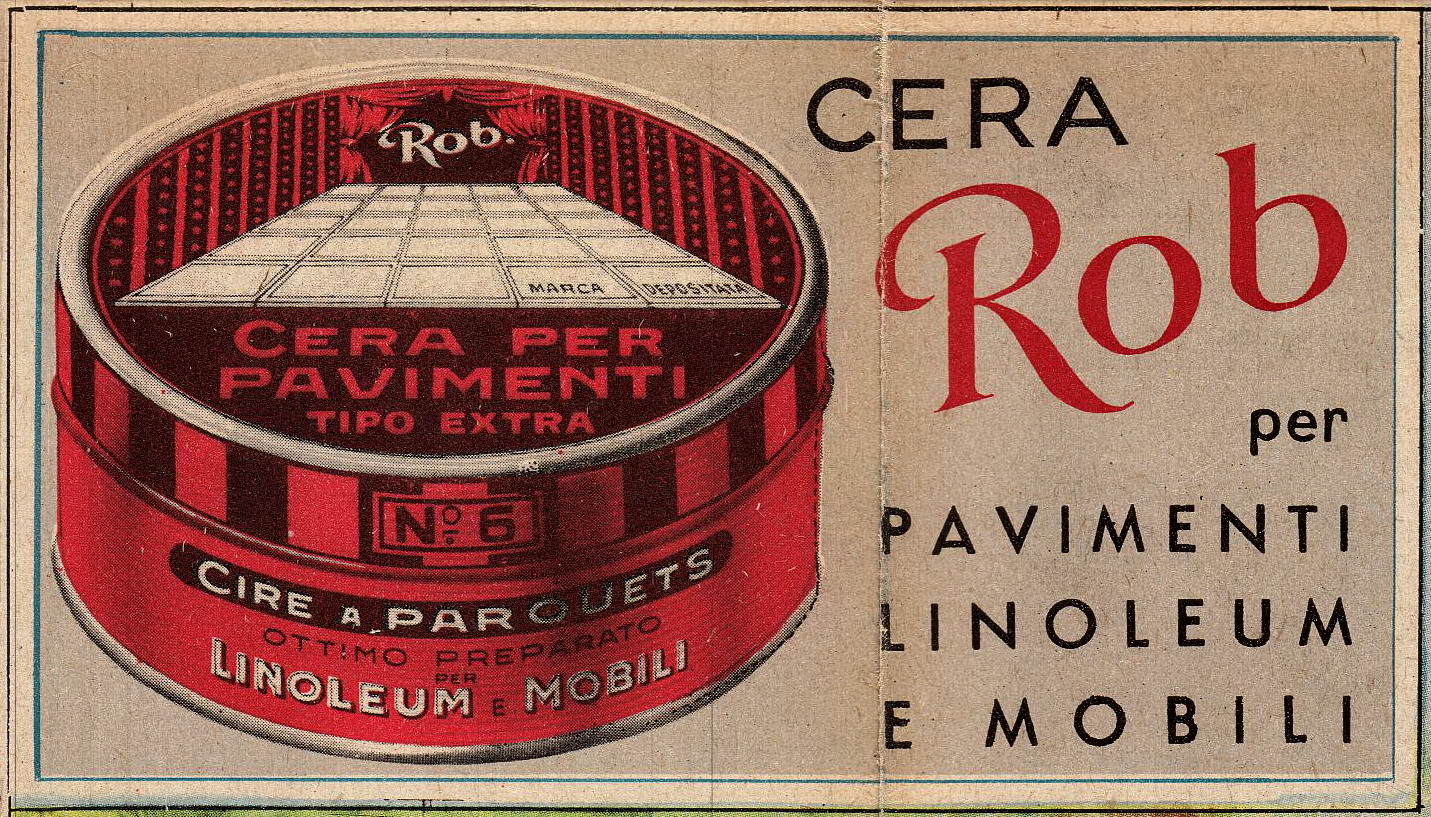 Rob.
MARCA DEPOSITATA
CERA PER
PAVIMENTI
TIPO EXTRA
No 6
CIRE A PARQUETS
OTTIMO PREPARATO
PER
LINOLEUM E MOBILI
CERA
Rob
per
PAVIMENTI
LINOLEUM
E MOBILI